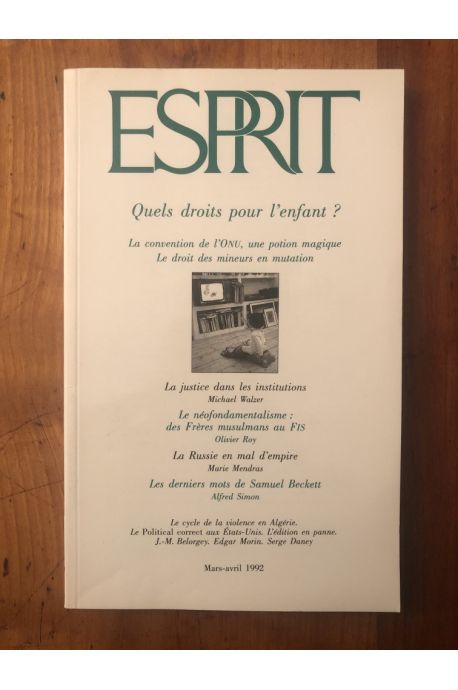 ESPRIT
Quels droits pour l'enfant ?
La convention de l'ONU, une potion magique
Le droit des mineurs en mutation
La justice dans les institutions
Michael Walzer
Le néofondamentalisme :
des Frères musulmans au FIS
Olivier Roy
La Russie en mal d'empire
Marie Mendras
Les derniers mots de Samuel Beckett
Alfred Simon
Le cycle de la violence en Algérie.
Le Political correct aux États-Unis. L'édition en panne.
J.-M. Belorgey. Edgar Morin. Serge Daney
Mars-avril 1992